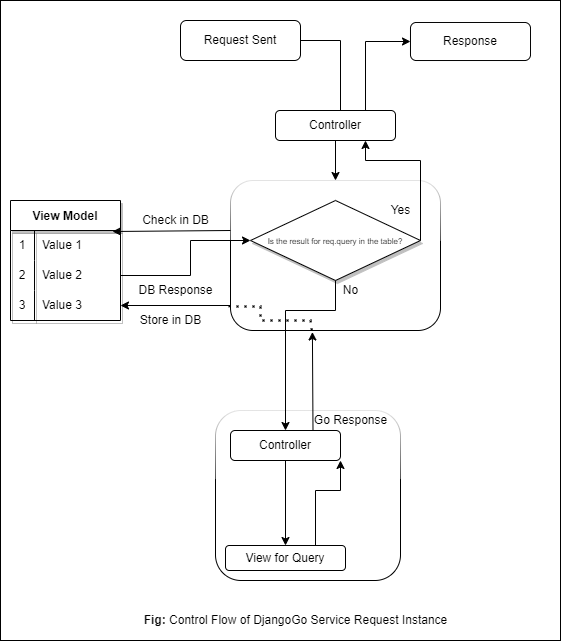 Request Sent
Response
Controller
Yes
View Model
Check in DB
Is the result for req.query in the table?
1 Value 1
2 Value 2
3 Value 3
DB Response
No
Store in DB
Go Response
Controller
View for Query
Fig: Control Flow of DjangoGo Service Request Instance